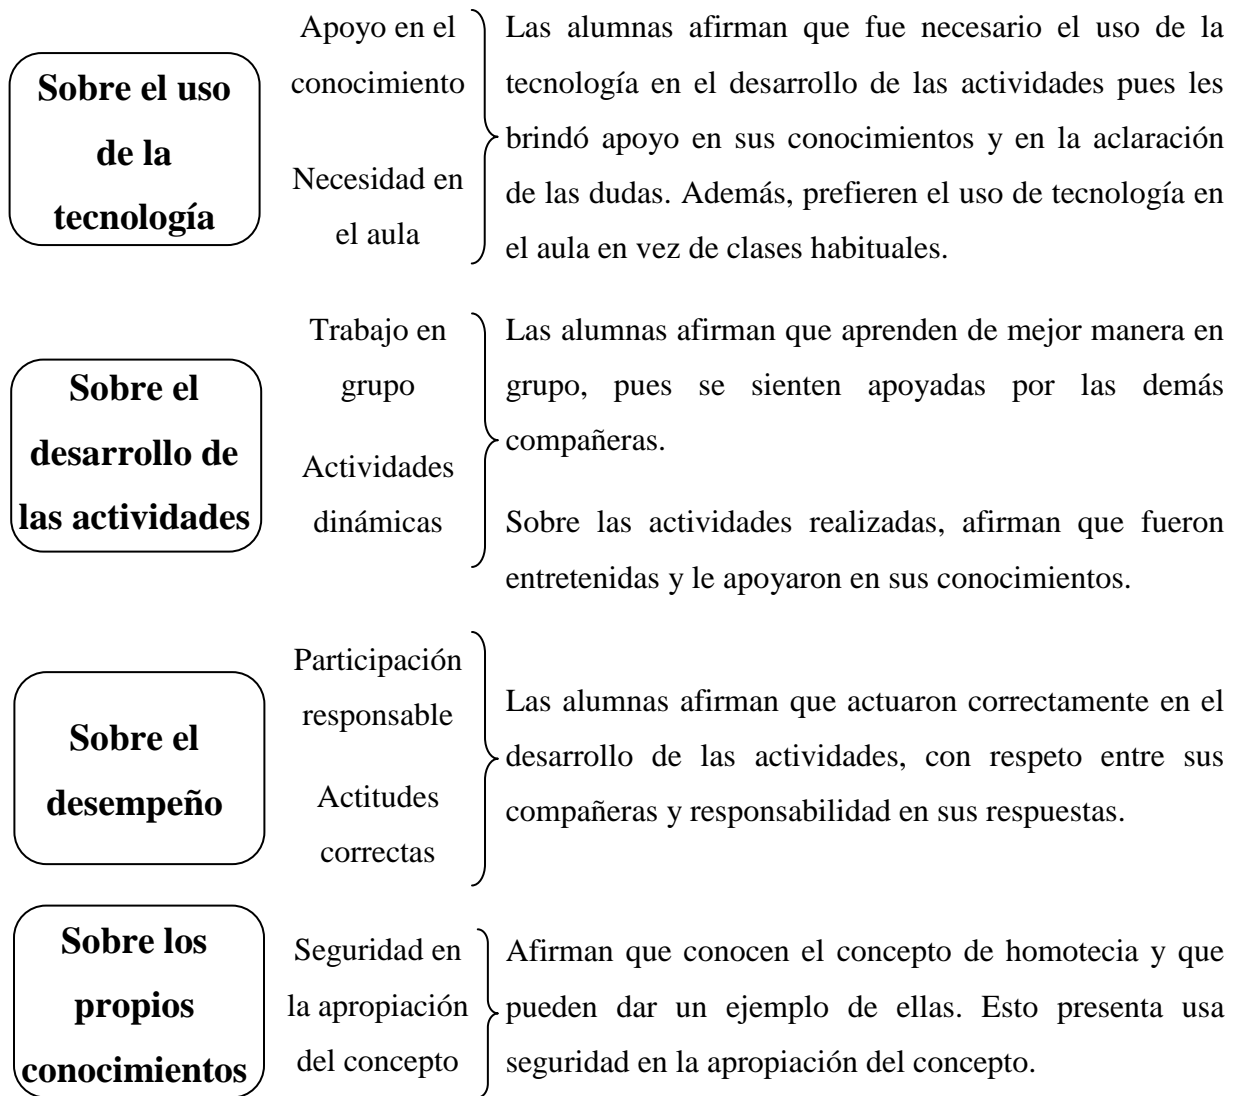 Sobre el uso
de la
tecnología
Apoyo en el
conocimiento
Necesidad en
el aula
Las alumnas afirman que fue necesario el uso de la
tecnología en el desarrollo de las actividades pues les
brindó apoyo en sus conocimientos y en la aclaración
de las dudas. Además, prefieren el uso de tecnología en
el aula en vez de clases habituales.
Sobre el
desarrollo de
las actividades
Trabajo en
grupo
Actividades
dinámicas
Las alumnas afirman que aprenden de mejor manera en
grupo, pues se sienten apoyadas por las demás
compañeras.
Sobre las actividades realizadas, afirman que fueron
entretenidas y le apoyaron en sus conocimientos.
Sobre el
desempeño
Participación
responsable
Actitudes
correctas
Las alumnas afirman que actuaron correctamente en el
desarrollo de las actividades, con respeto entre sus
compañeras y responsabilidad en sus respuestas.
Sobre los
propios
conocimientos
Seguridad en
la apropiación
del concepto
Afirman que conocen el concepto de homotecia y que
pueden dar un ejemplo de ellas. Esto presenta usa
seguridad en la apropiación del concepto.